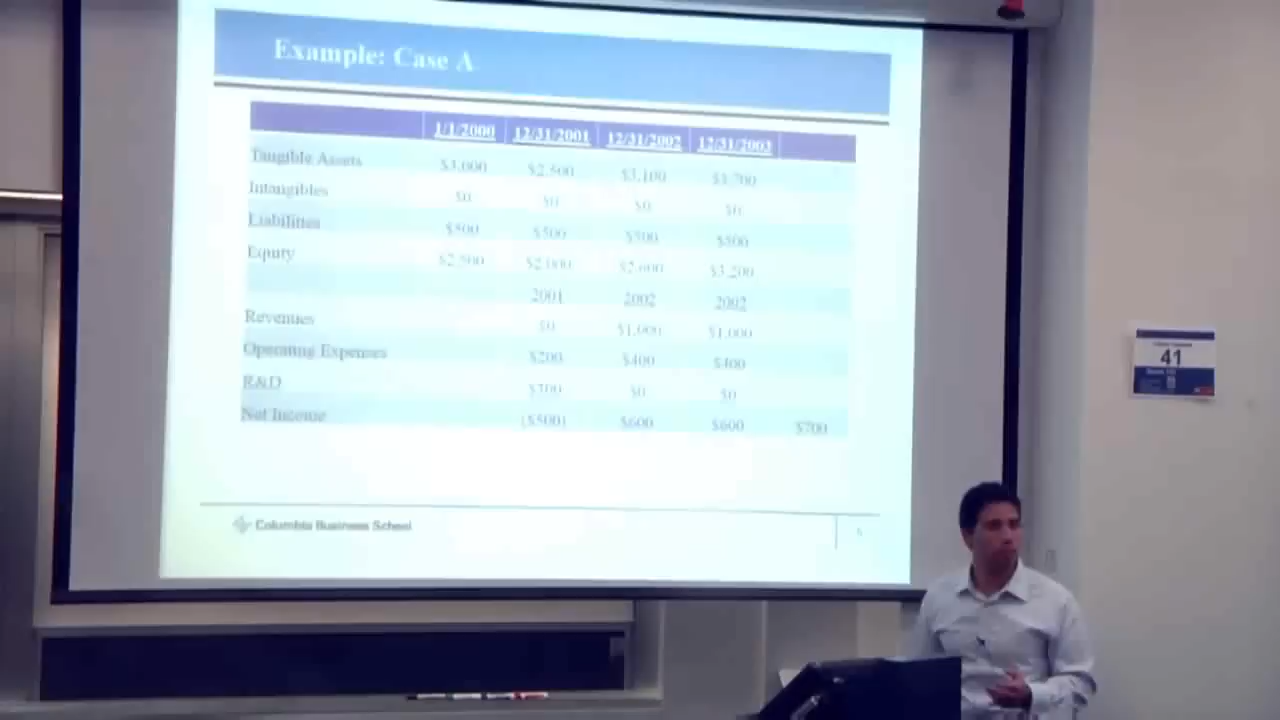 Example: Case A
1/1/2000 12/31/2001 12/31/2002 12/31/2003
Tangible Assets $3,000 $2,500 $3,100 $3,700
Intangibles $0 $0 $0 $0
Liabilities $500 $500 $500 $500
Equity $2,500 $2,000 $2,600 $3,200
2001 2002 2002
Revenues $0 $1,000 $1,000
Operating Expenses $200 $400 $400
R&D $300 $0 $0
Net Income ($500) $600 $600 $700
Columbia Business School
41